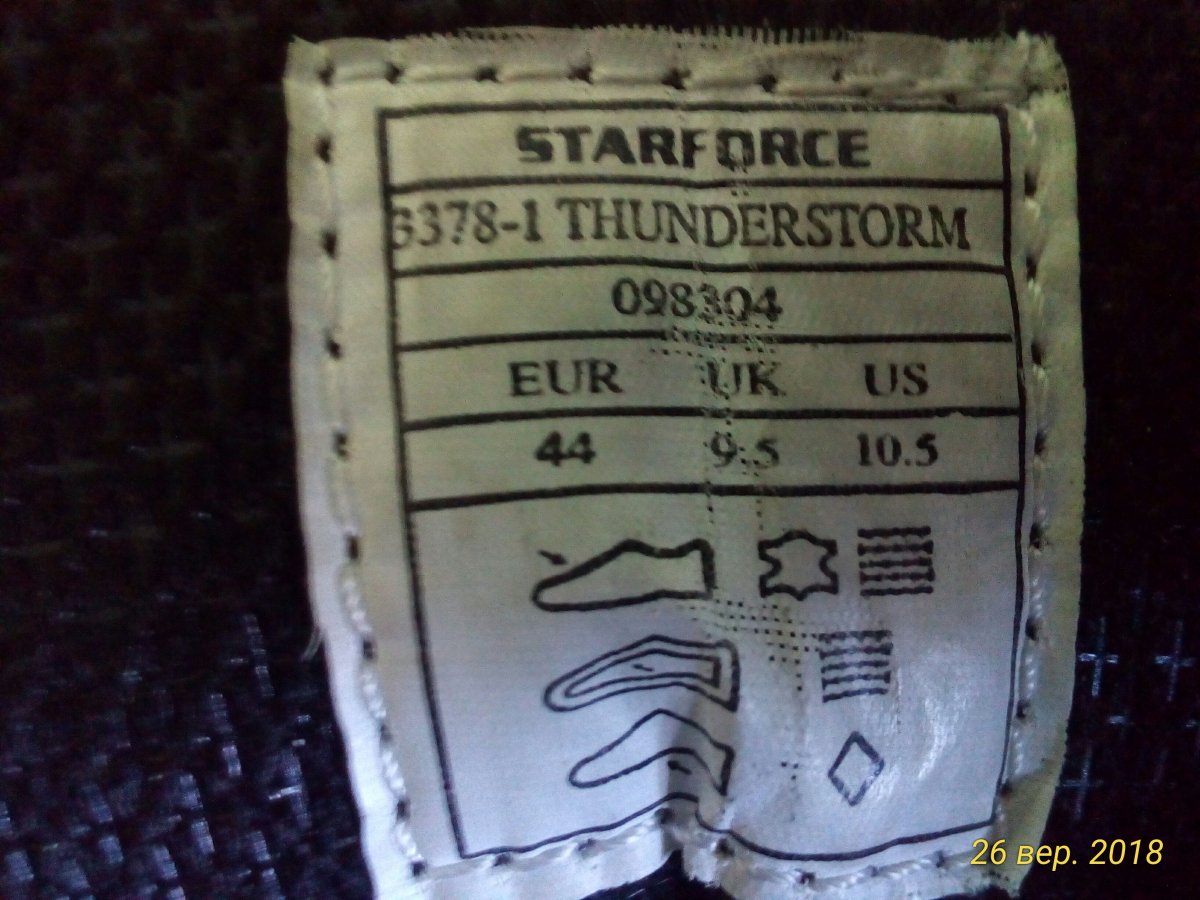 STARFORCE
3378-1 THUNDERSTORM
098304
EUR UK US
44 9.5 10.5
26 вер. 2018